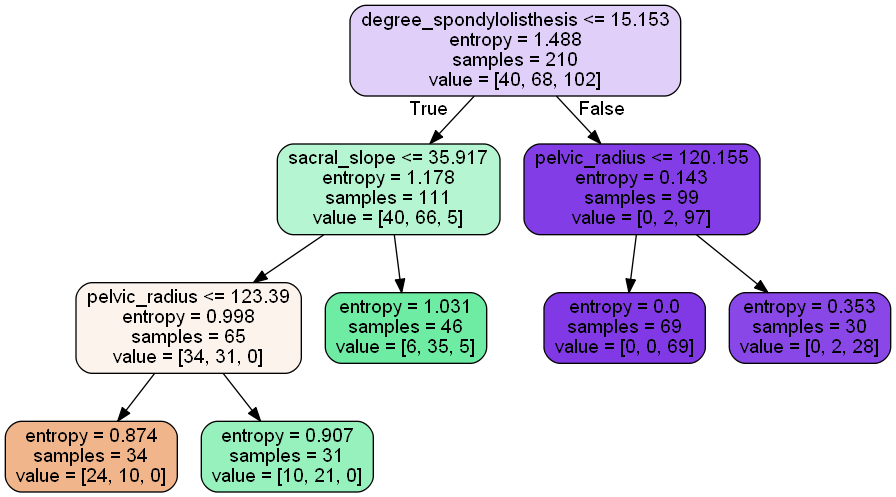 degree_spondylolisthesis <= 15.153
entropy = 1.488
samples = 210
value = [40, 68, 102]
True
False
sacral_slope <= 35.917
entropy = 1.178
samples = 111
value = [40, 66, 5]
pelvic_radius <= 120.155
entropy = 0.143
samples = 99
value = [0, 2, 97]
pelvic_radius <= 123.39
entropy = 0.998
samples = 65
value = [34, 31, 0]
entropy = 1.031
samples = 46
value = [6, 35, 5]
entropy = 0.0
samples = 69
value = [0, 0, 69]
entropy = 0.353
samples = 30
value = [0, 2, 28]
entropy = 0.874
samples = 34
value = [24, 10, 0]
entropy = 0.907
samples = 31
value = [10, 21, 0]